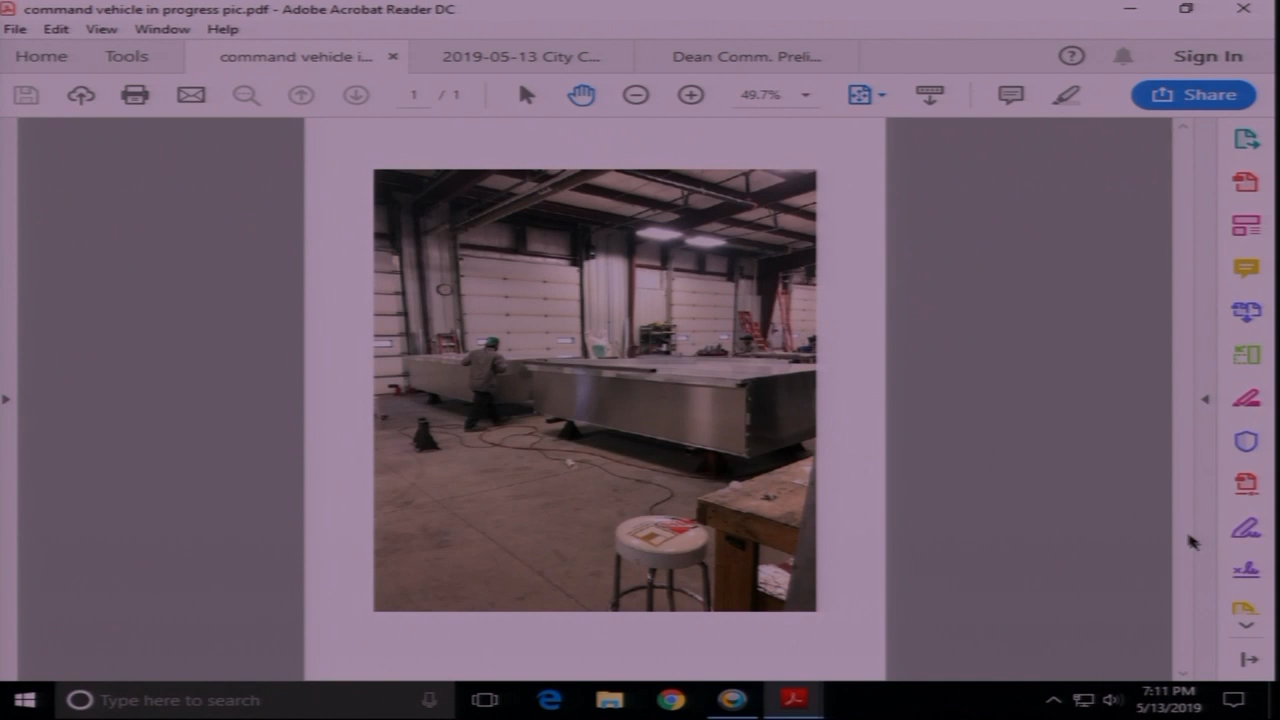 command vehicle in progress pic.pdf - Adobe Acrobat Reader DC
File Edit View Window Help
Home Tools command vehicle i... × 2019-05-13 City C... Dean Comm. Preli... Sign In
1 / 1 49.7% Share
Type here to search
7:11 PM
5/13/2019